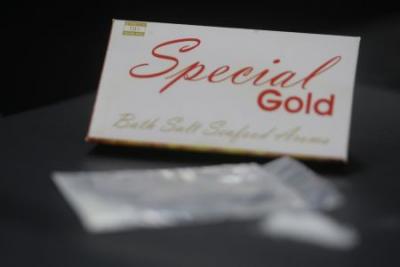 Special
Gold
Bath Salt Seafood Aroma